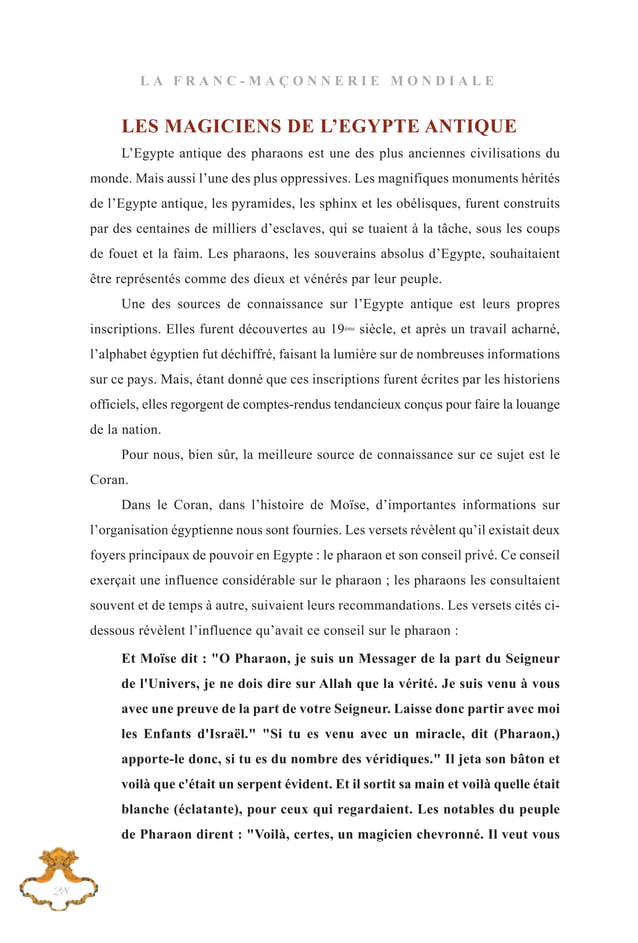 LA FRANC-MAÇONNERIE MONDIALE
LES MAGICIENS DE L’EGYPTE ANTIQUE
L’Egypte antique des pharaons est une des plus anciennes civilisations du
monde. Mais aussi l’une des plus oppressives. Les magnifiques monuments hérités
de l’Egypte antique, les pyramides, les sphinx et les obélisques, furent construits
par des centaines de milliers d’esclaves, qui se tuaient à la tâche, sous les coups
de fouet et la faim. Les pharaons, les souverains absolus d’Egypte, souhaitaient
être représentés comme des dieux et vénérés par leur peuple.
Une des sources de connaissance sur l’Egypte antique est leurs propres
inscriptions. Elles furent découvertes au 19ème siècle, et après un travail acharné,
l’alphabet égyptien fut déchiffré, faisant la lumière sur de nombreuses informations
sur ce pays. Mais, étant donné que ces inscriptions furent écrites par les historiens
officiels, elles regorgent de comptes-rendus tendancieux conçus pour faire la louange
de la nation.
Pour nous, bien sûr, la meilleure source de connaissance sur ce sujet est le
Coran.
Dans le Coran, dans l’histoire de Moïse, d’importantes informations sur
l’organisation égyptienne nous sont fournies. Les versets révèlent qu’il existait deux
foyers principaux de pouvoir en Egypte : le pharaon et son conseil privé. Ce conseil
exerçait une influence considérable sur le pharaon ; les pharaons les consultaient
souvent et de temps à autre, suivaient leurs recommandations. Les versets cités ci-
dessous révèlent l’influence qu’avait ce conseil sur le pharaon :
Et Moïse dit : "O Pharaon, je suis un Messager de la part du Seigneur
de l'Univers, je ne dois dire sur Allah que la vérité. Je suis venu à vous
avec une preuve de la part de votre Seigneur. Laisse donc partir avec moi
les Enfants d'Israël." "Si tu es venu avec un miracle, dit (Pharaon,)
apporte-le donc, si tu es du nombre des véridiques." Il jeta son bâton et
voilà que c'était un serpent évident. Et il sortit sa main et voilà quelle était
blanche (éclatante), pour ceux qui regardaient. Les notables du peuple
de Pharaon dirent : "Voilà, certes, un magicien chevronné. Il veut vous
28